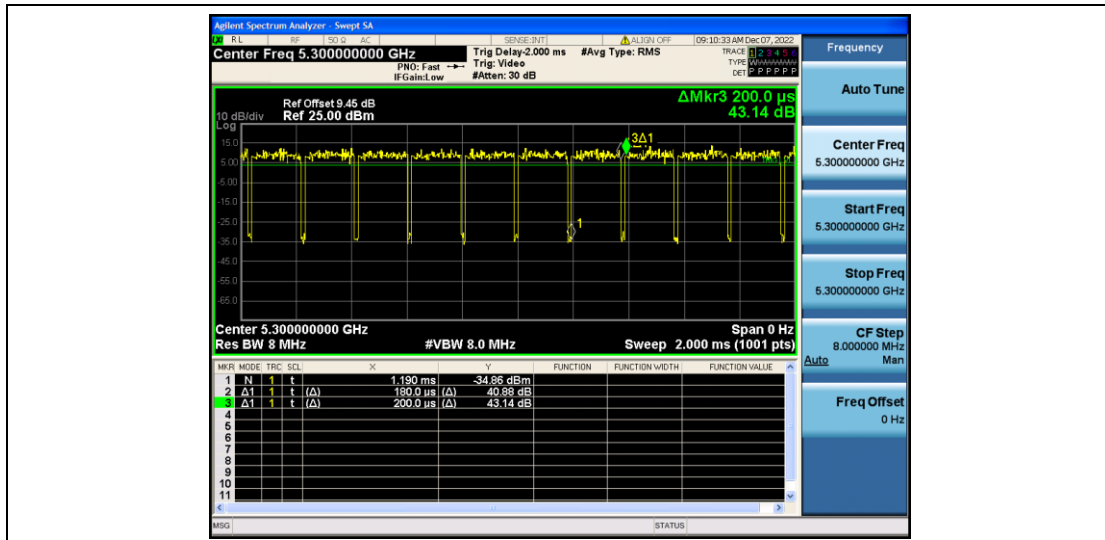 Agilent Spectrum Analyzer - Swept SA
RL RF 50 Ω AC SENSE:INT ALIGN OFF 09:10:33 AM Dec 07, 2022
Center Freq 5.300000000 GHz
PNO: Fast
IFGain:Low
Trig Delay-2.000 ms
Trig: Video
#Atten: 30 dB
#Avg Type: RMS
TRACE 1 2 3 4 5 6
TYPE WWWWWW
DET P P P P P P
Ref Offset 9.45 dB
Ref 25.00 dBm
10 dB/div
Log
ΔMkr3 200.0 µs
43.14 dB
15.0
5.00
-5.00
-15.0
-25.0
-35.0
-45.0
-55.0
-65.0
3Δ1
1
Center 5.300000000 GHz
Span 0 Hz
Res BW 8 MHz
#VBW 8.0 MHz
Sweep 2.000 ms (1001 pts)
MKR MODE TRC SCL X Y FUNCTION FUNCTION WIDTH FUNCTION VALUE
1 N 1 t 1.190 ms -34.86 dBm
2 Δ1 1 t (Δ) 180.0 µs (Δ) 40.88 dB
3 Δ1 1 t (Δ) 200.0 µs (Δ) 43.14 dB
4
5
6
7
8
9
10
11
MSG
STATUS
Frequency
Auto Tune
Center Freq
5.300000000 GHz
Start Freq
5.300000000 GHz
Stop Freq
5.300000000 GHz
CF Step
8.000000 MHz
Auto Man
Freq Offset
0 Hz